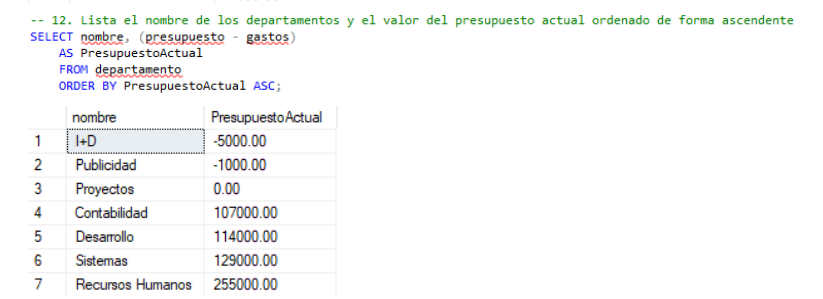 -- 12. Lista el nombre de los departamentos y el valor del presupuesto actual ordenado de forma ascendente
SELECT nombre, (presupuesto - gastos)
AS PresupuestoActual
FROM departamento
ORDER BY PresupuestoActual ASC;
nombre PresupuestoActual
1 I+D -5000.00
2 Publicidad -1000.00
3 Proyectos 0.00
4 Contabilidad 107000.00
5 Desarrollo 114000.00
6 Sistemas 129000.00
7 Recursos Humanos 255000.00